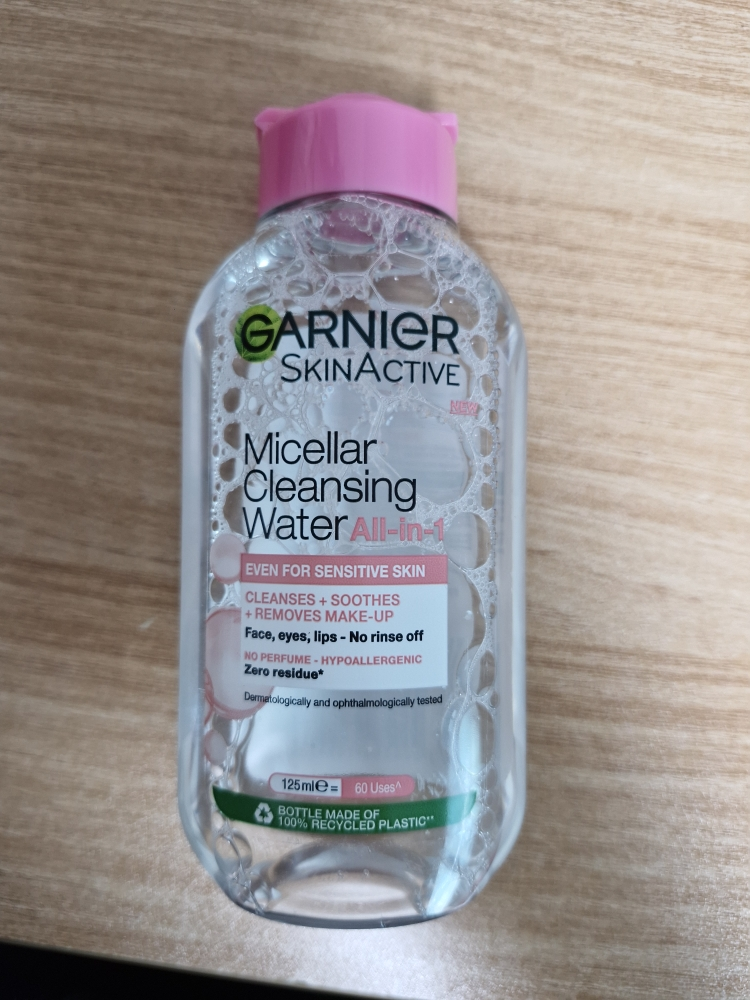 GARNIER
SKINACTIVE
NEW
Micellar
Cleansing
Water All-in-1
EVEN FOR SENSITIVE SKIN
CLEANSES + SOOTHES
+ REMOVES MAKE-UP
Face, eyes, lips - No rinse off
NO PERFUME - HYPOALLERGENIC
Zero residue*
Dermatologically and ophthalmologically tested
125ml℮ = 60 Uses^
BOTTLE MADE OF
100% RECYCLED PLASTIC**